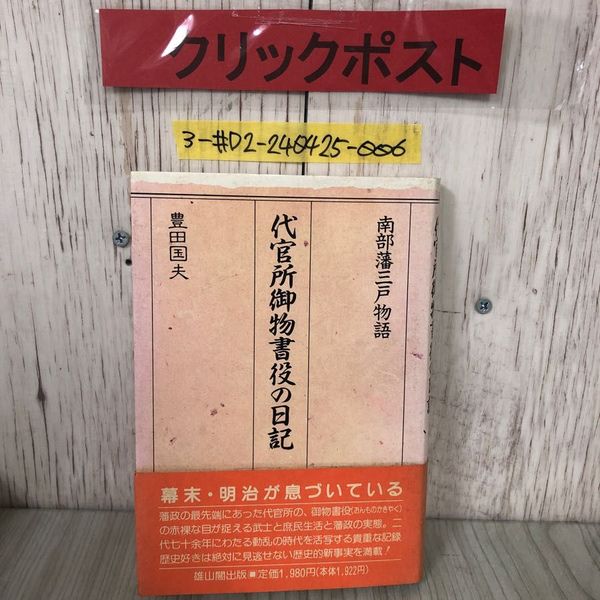 クリックポスト
3-#D2-240425-006
南部藩三戸物語
代官所御物書役の日記
豊田国夫
幕末・明治が息づいている
藩政の最先端にあった代官所の、御物書役(おんものかきやく)
の赤裸な目が捉える武士と庶民生活と藩政の実態。二
代七十余年にわたる動乱の時代を活写する貴重な記録
歴史好きは絶対に見逃せない歴史的新事実を満載!
雄山閣出版■定価1,980円(本体1,922円)